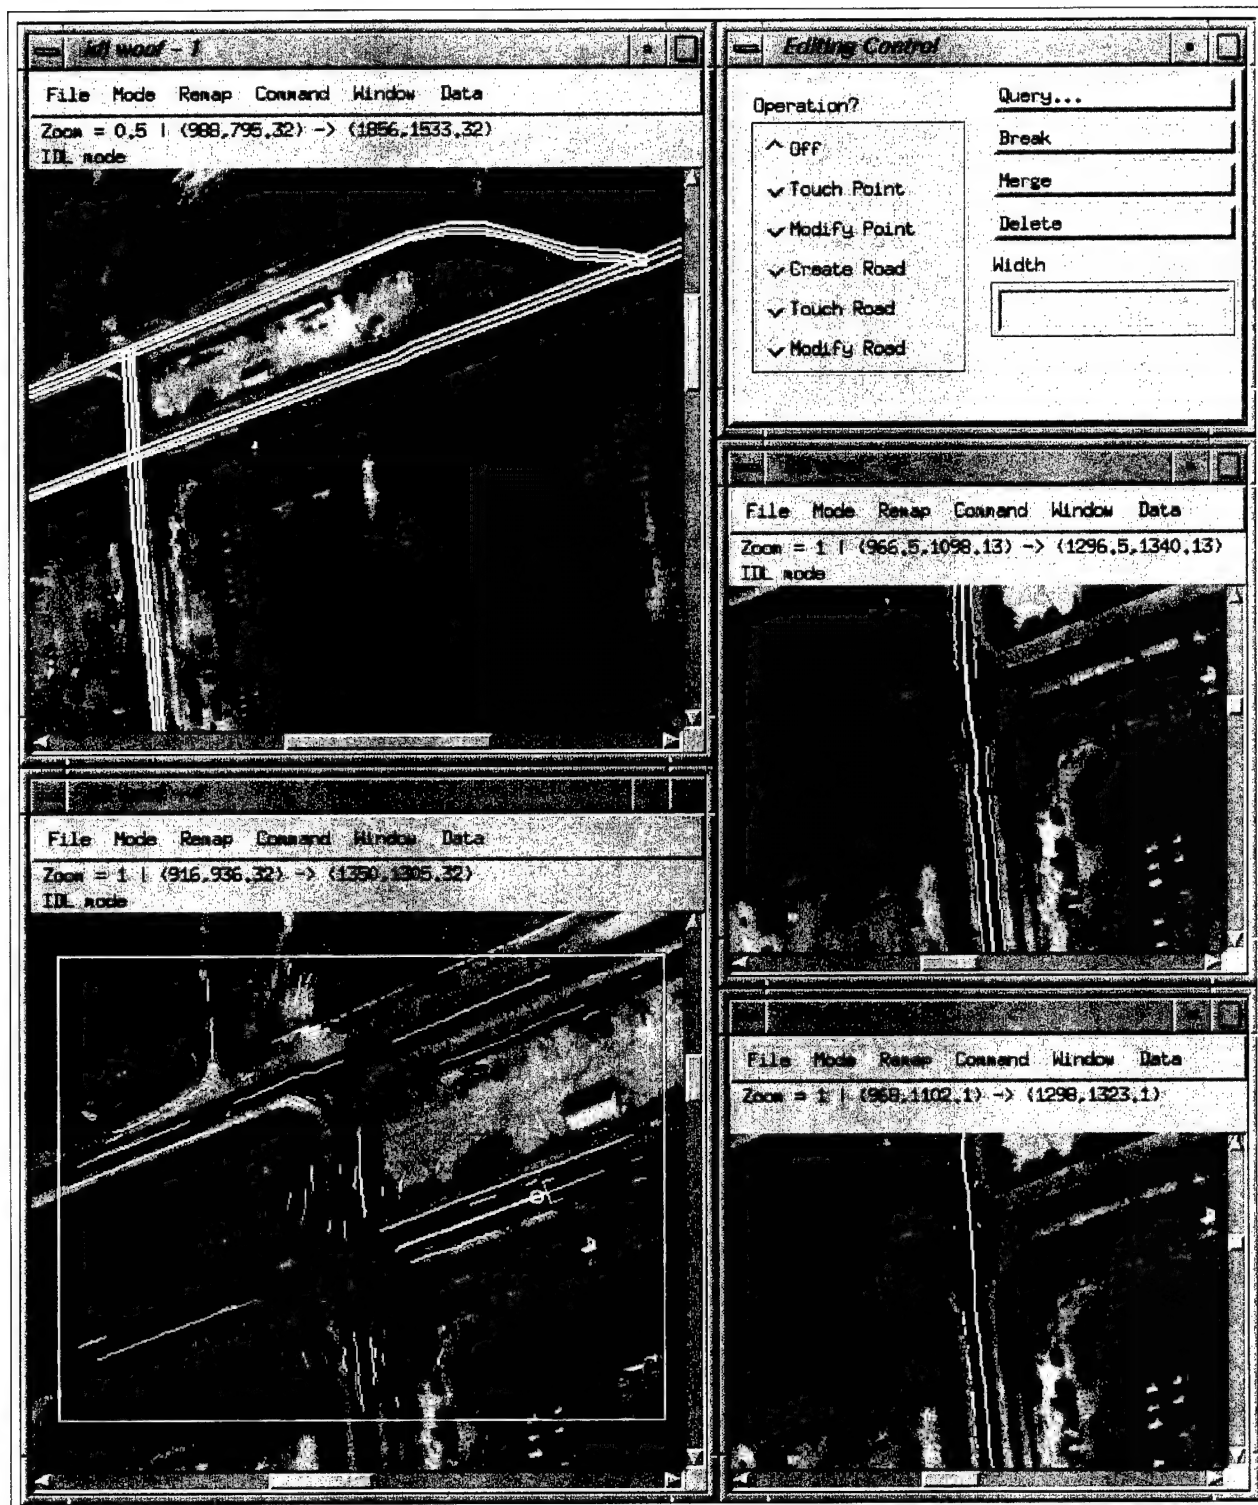 idl woof - 1
File Mode Remap Command Window Data
Zoom = 0.5 | (988,795,32) -> (1856,1533,32)
IDL mode
Editing Control
Operation?
Off
Touch Point
Modify Point
Create Road
Touch Road
Modify Road
Query...
Break
Merge
Delete
Width
File Mode Remap Command Window Data
Zoom = 1 | (966.5,1098,13) -> (1296.5,1340,13)
IDL mode
File Mode Remap Command Window Data
Zoom = 1 | (916,936,32) -> (1350,1305,32)
IDL mode
File Mode Remap Command Window Data
Zoom = 1 | (968,1102,1) -> (1298,1323,1)